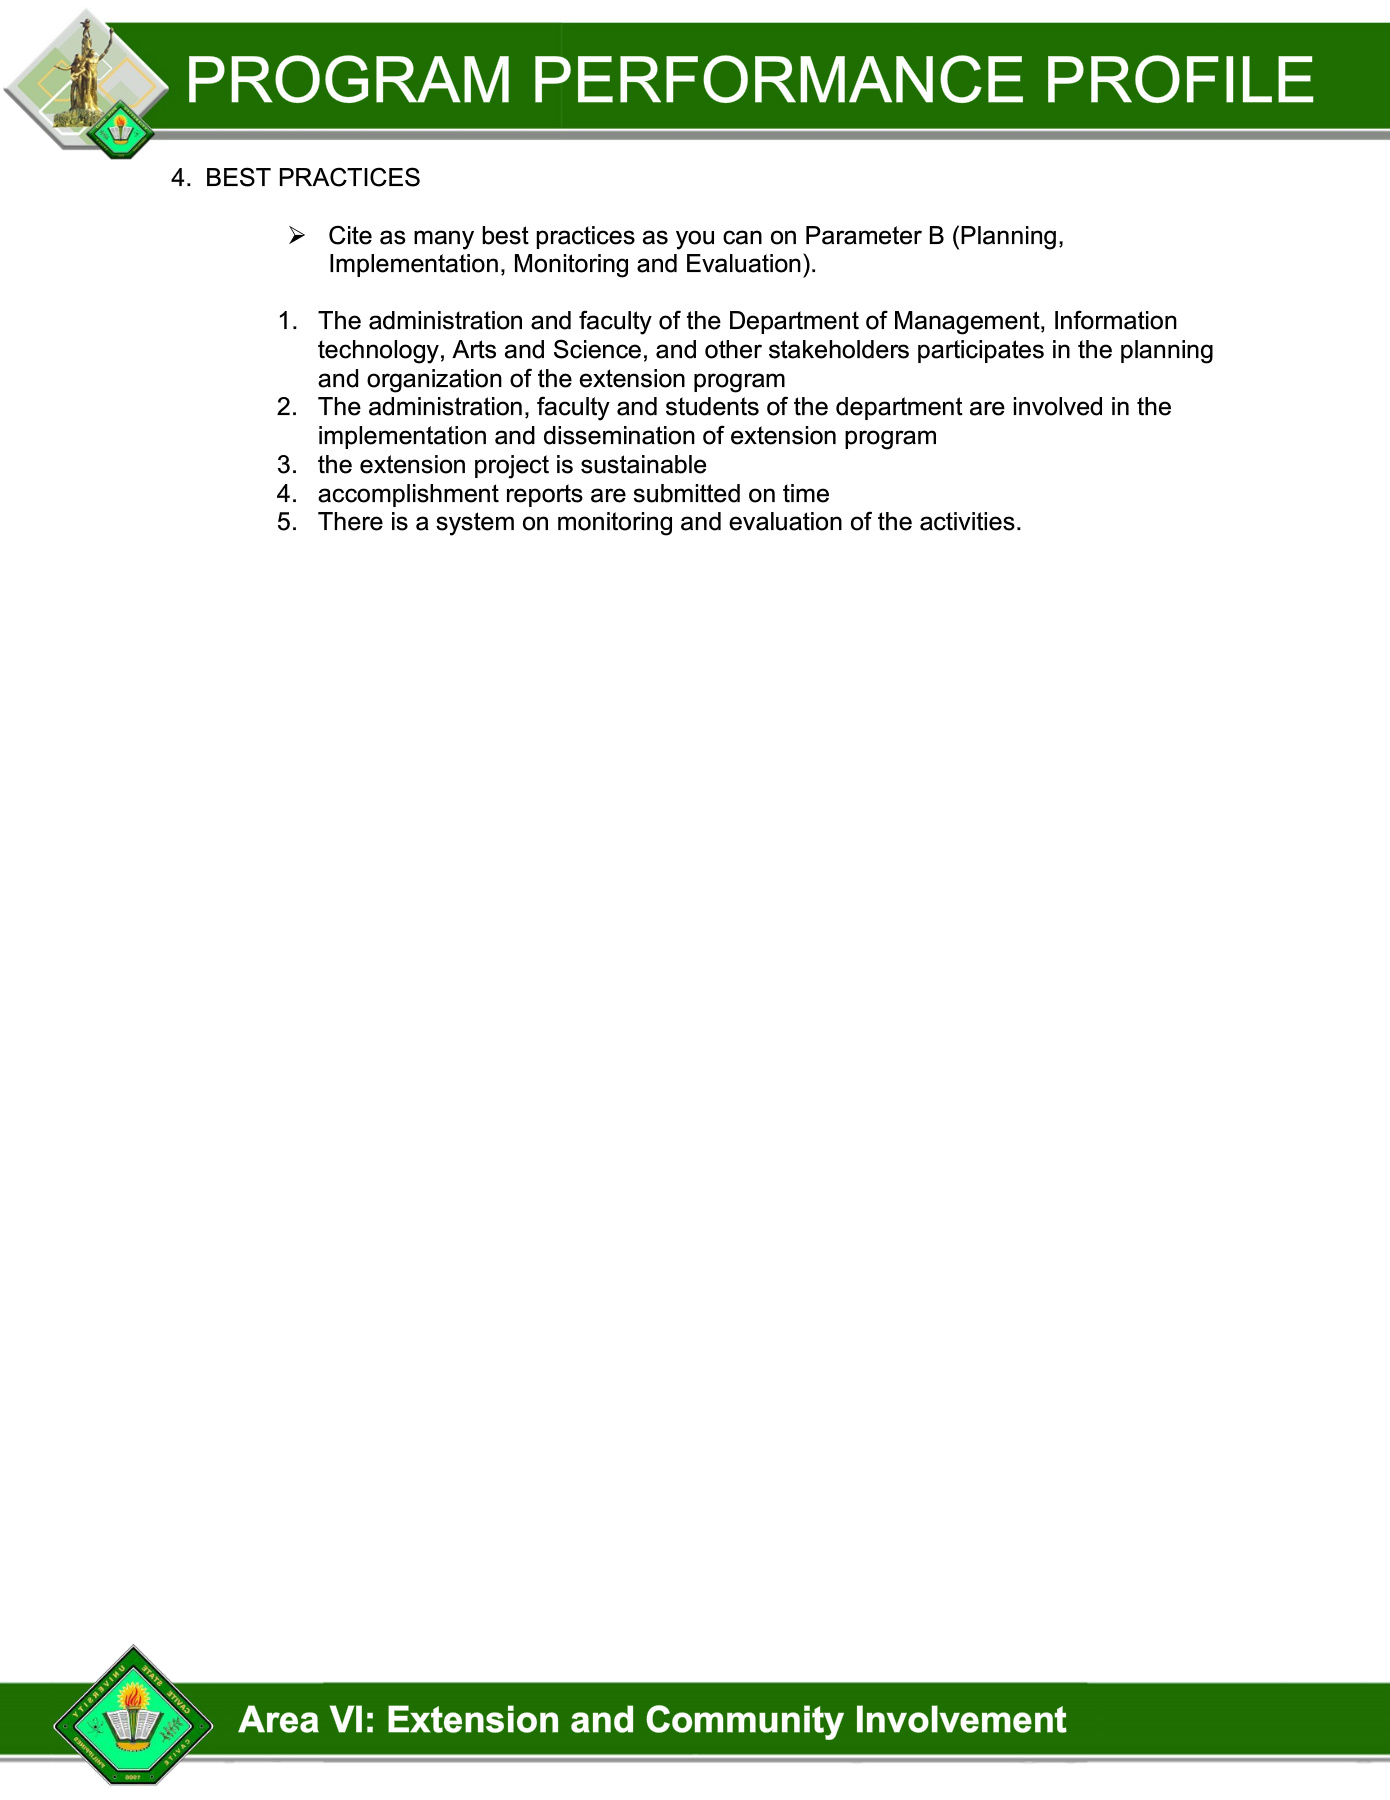 PROGRAM PERFORMANCE PROFILE
4. BEST PRACTICES
➢ Cite as many best practices as you can on Parameter B (Planning,
Implementation, Monitoring and Evaluation).
1. The administration and faculty of the Department of Management, Information
technology, Arts and Science, and other stakeholders participates in the planning
and organization of the extension program
2. The administration, faculty and students of the department are involved in the
implementation and dissemination of extension program
3. the extension project is sustainable
4. accomplishment reports are submitted on time
5. There is a system on monitoring and evaluation of the activities.
CAVITE STATE UNIVERSITY
CAVITE PHILIPPINES
Area VI: Extension and Community Involvement